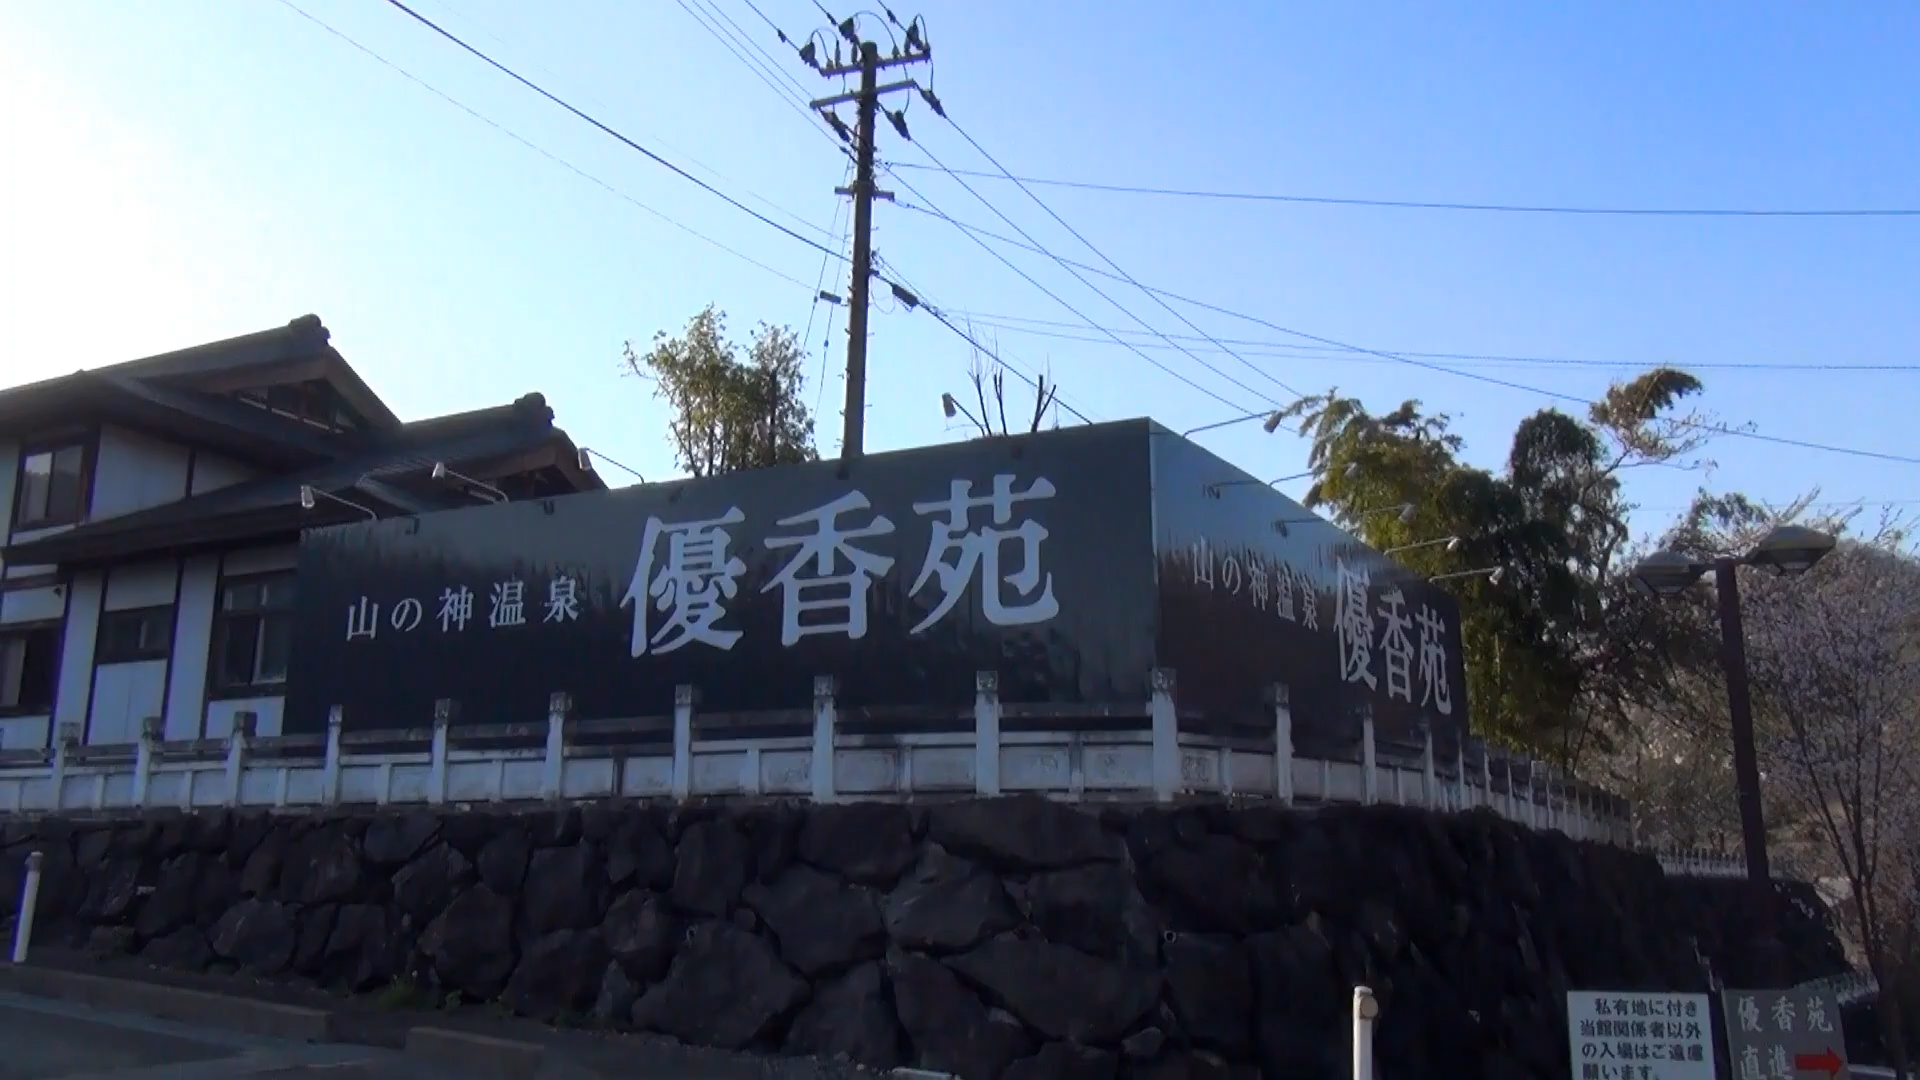 山の神温泉 優香苑
山の神温泉 優香苑
私有地に付き
当館関係者以外
の入場はご遠慮
願います。
優香苑
直進